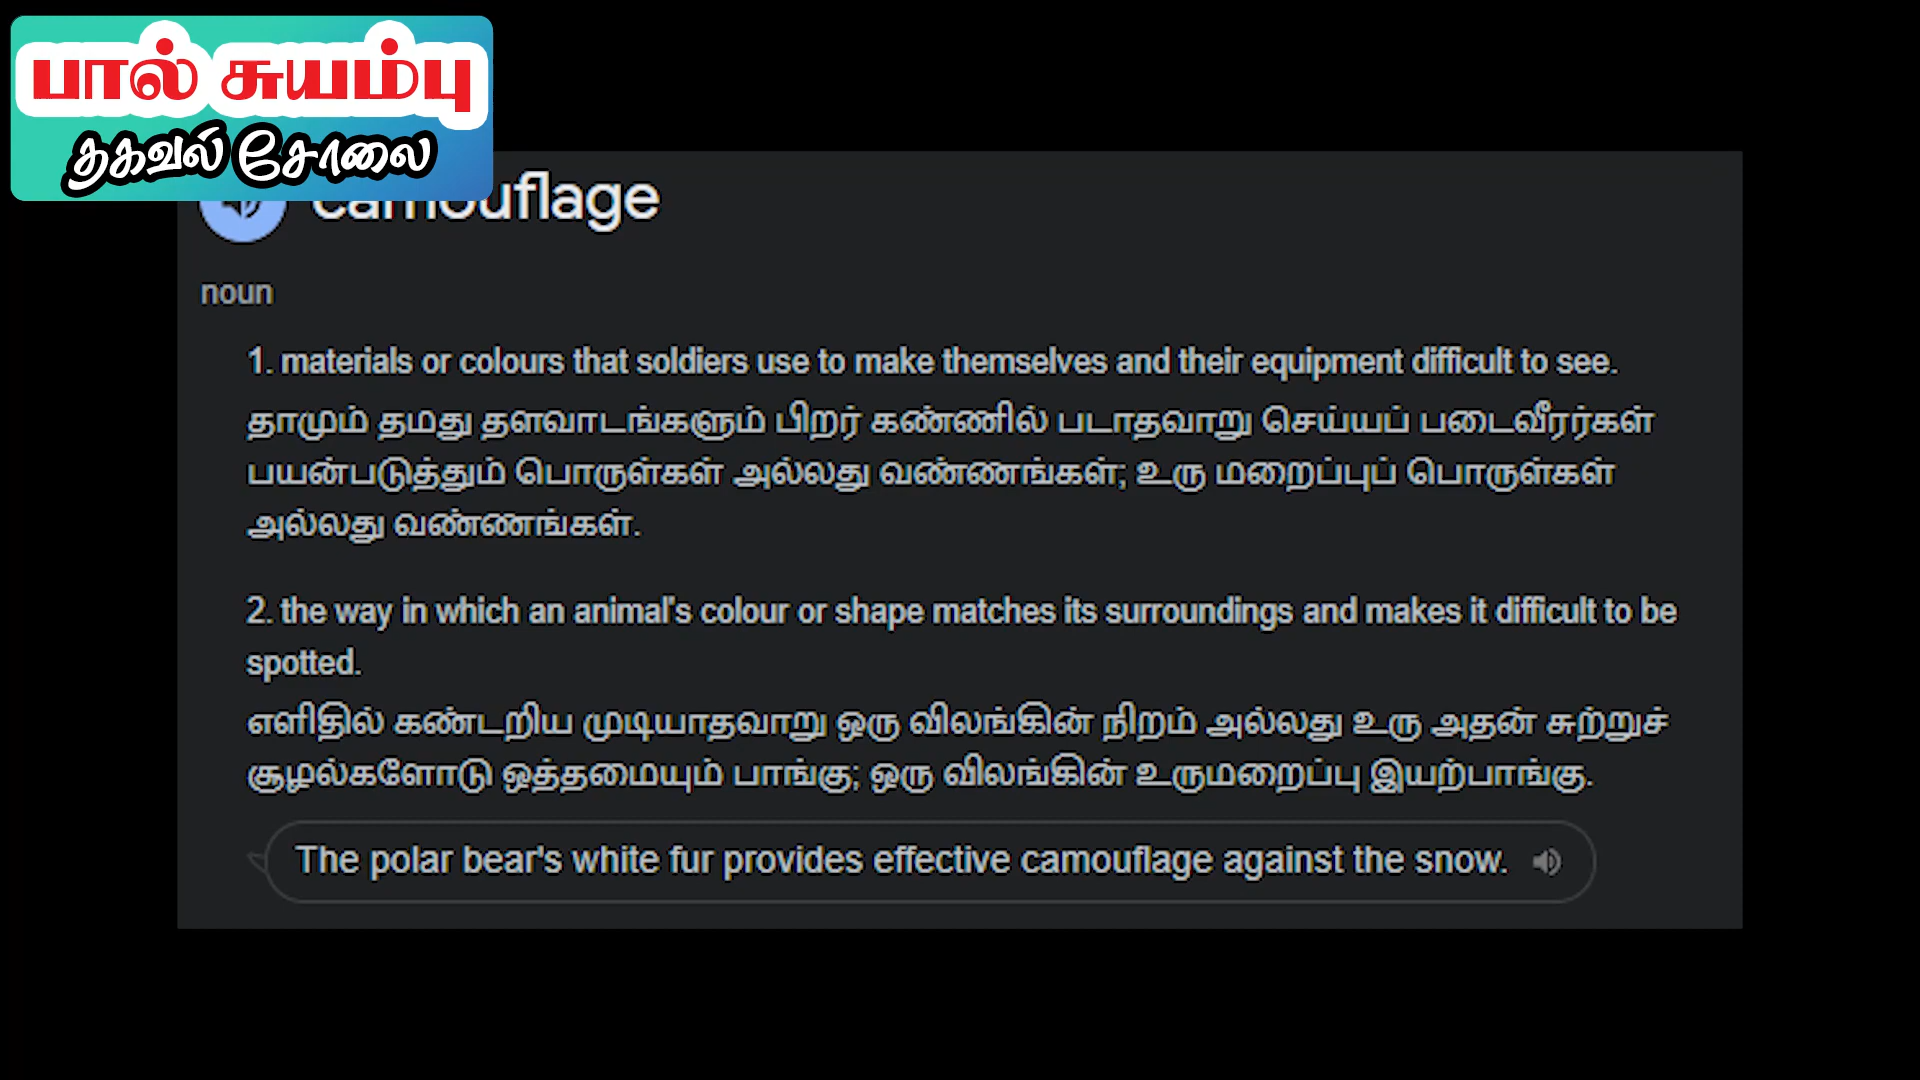 பால் சுயம்பு
தகவல் சோலை
camouflage
noun
1. materials or colours that soldiers use to make themselves and their equipment difficult to see.
தாமும் தமது தளவாடங்களும் பிறர் கண்ணில் படாதவாறு செய்யப் படைவீரர்கள்
பயன்படுத்தும் பொருள்கள் அல்லது வண்ணங்கள்; உரு மறைப்புப் பொருள்கள்
அல்லது வண்ணங்கள்.
2. the way in which an animal's colour or shape matches its surroundings and makes it difficult to be
spotted.
எளிதில் கண்டறிய முடியாதவாறு ஒரு விலங்கின் நிறம் அல்லது உரு அதன் சுற்றுச்
சூழல்களோடு ஒத்தமையும் பாங்கு; ஒரு விலங்கின் உருமறைப்பு இயற்பாங்கு.
The polar bear's white fur provides effective camouflage against the snow.